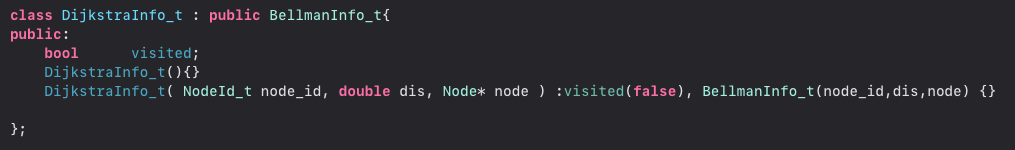 class DijkstraInfo_t : public BellmanInfo_t{
public:
    bool      visited;
    DijkstraInfo_t(){}
    DijkstraInfo_t( NodeId_t node_id, double dis, Node* node ) :visited(false), BellmanInfo_t(node_id,dis,node) {}
};